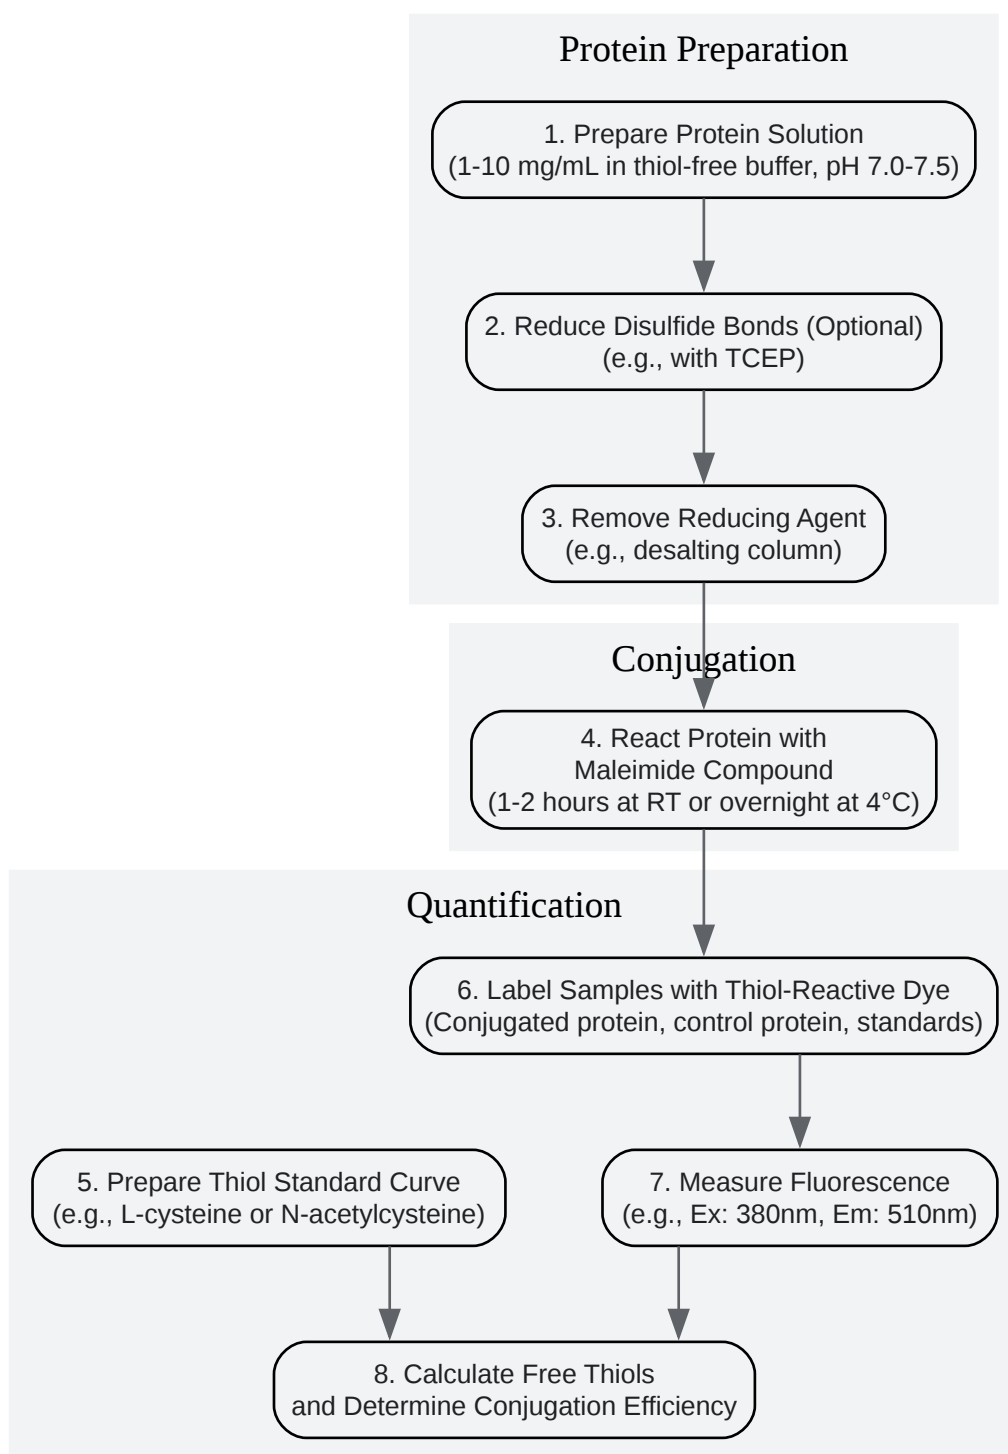 Protein Preparation
1. Prepare Protein Solution
(1-10 mg/mL in thiol-free buffer, pH 7.0-7.5)
2. Reduce Disulfide Bonds (Optional)
(e.g., with TCEP)
3. Remove Reducing Agent
(e.g., desalting column)
Conjugation
4. React Protein with
Maleimide Compound
(1-2 hours at RT or overnight at 4°C)
Quantification
6. Label Samples with Thiol-Reactive Dye
(Conjugated protein, control protein, standards)
5. Prepare Thiol Standard Curve
(e.g., L-cysteine or N-acetylcysteine)
7. Measure Fluorescence
(e.g., Ex: 380nm, Em: 510nm)
8. Calculate Free Thiols
and Determine Conjugation Efficiency